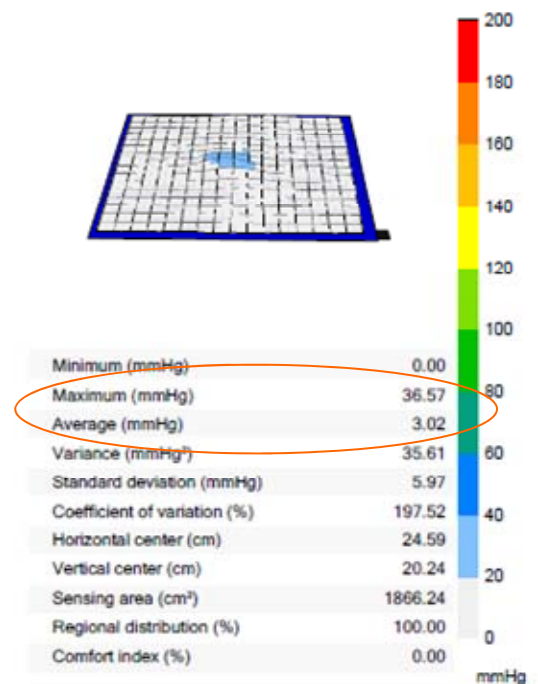 200
180
160
140
120
100
80
60
40
20
0
mmHg
Minimum (mmHg) 0.00
Maximum (mmHg) 36.57
Average (mmHg) 3.02
Variance (mmHg²) 35.61
Standard deviation (mmHg) 5.97
Coefficient of variation (%) 197.52
Horizontal center (cm) 24.59
Vertical center (cm) 20.24
Sensing area (cm²) 1866.24
Regional distribution (%) 100.00
Comfort index (%) 0.00